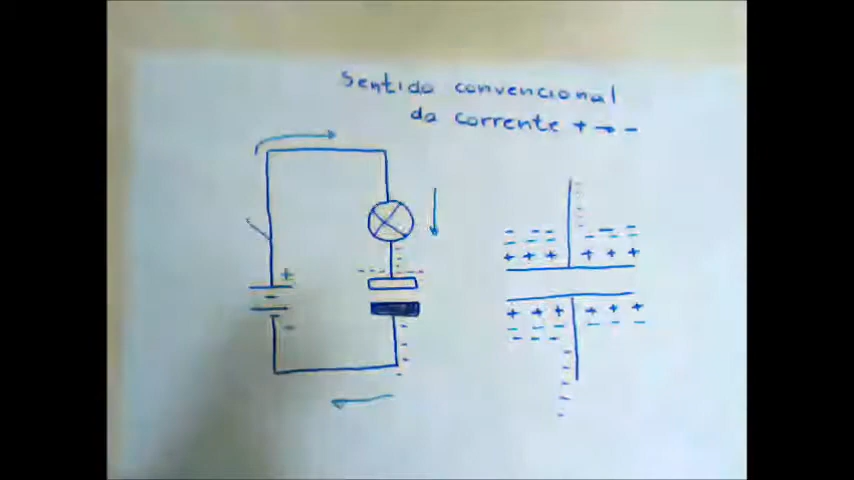 Sentido convencional
da corrente + → -